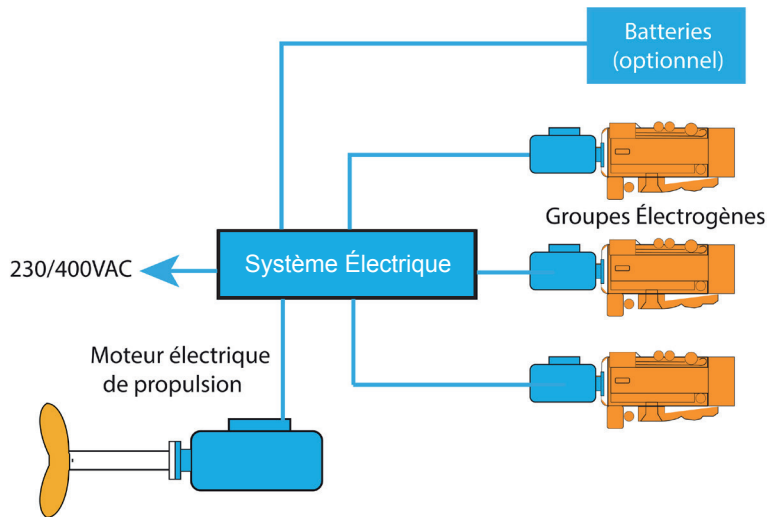 Batteries
(optionnel)
Groupes Électrogènes
Système Électrique
230/400VAC
Moteur électrique
de propulsion